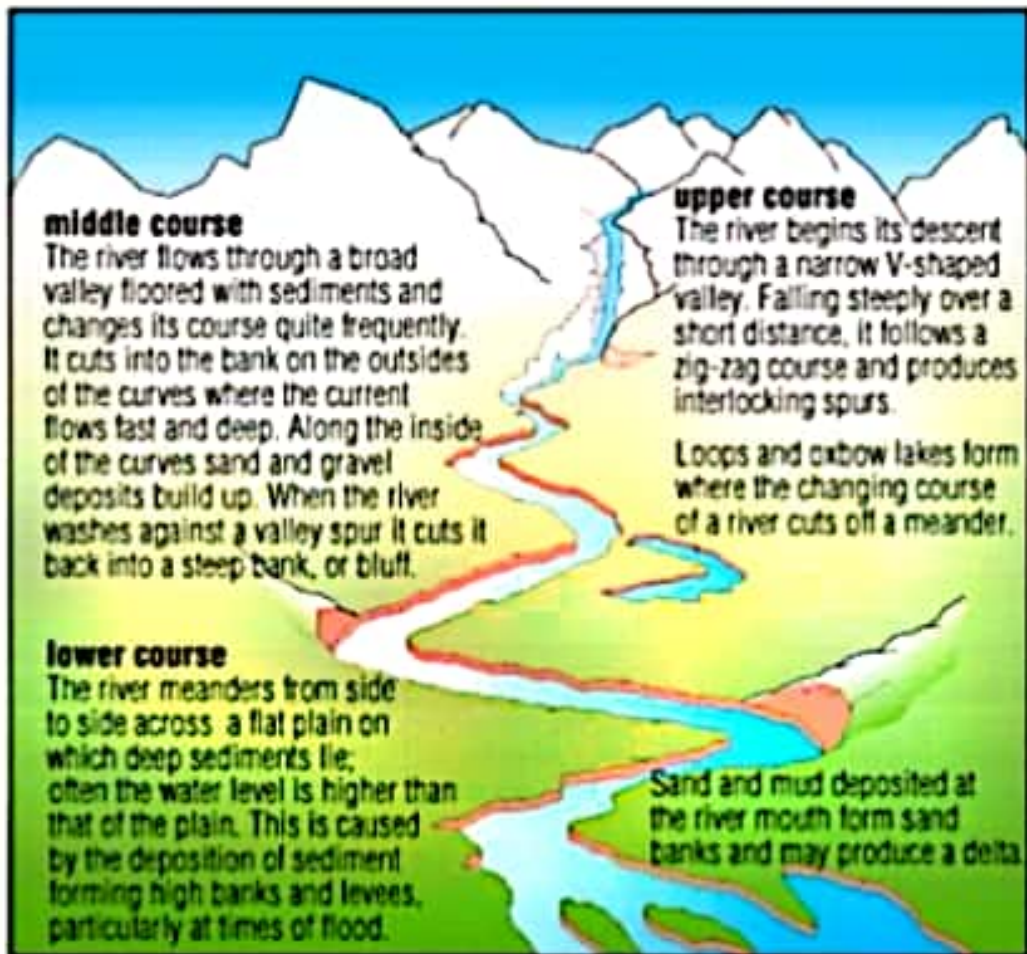 middle course
The river flows through a broad
valley floored with sediments and
changes its course quite frequently.
It cuts into the bank on the outsides
of the curves where the current
flows fast and deep. Along the inside
of the curves sand and gravel
deposits build up. When the river
washes against a valley spur it cuts it
back into a steep bank, or bluff.
upper course
The river begins its descent
through a narrow V-shaped
valley. Falling steeply over a
short distance, it follows a
zig-zag course and produces
interlocking spurs.
Loops and oxbow lakes form
where the changing course
of a river cuts off a meander.
lower course
The river meanders from side
to side across a flat plain on
which deep sediments lie;
often the water level is higher than
that of the plain. This is caused
by the deposition of sediment
forming high banks and levees,
particularly at times of flood.
Sand and mud deposited at
the river mouth form sand
banks and may produce a delta